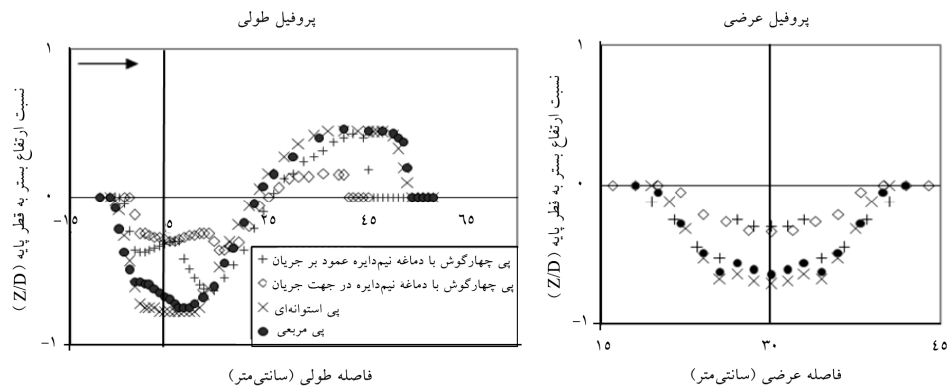 پروفیل طولی
پروفیل عرضی
نسبت ارتفاع بستر به قطر پایه (Z/D)
۱
۰
-۱
-۱۵
۵
۲۵
۴۵
۶۵
پی چهارگوش با دماغه نیم‌دایره عمود بر جریان
پی چهارگوش با دماغه نیم‌دایره در جهت جریان
پی استوانه‌ای
پی مربعی
فاصله طولی (سانتی‌متر)
نسبت ارتفاع بستر به قطر پایه (Z/D)
۱
۰
-۱
۱۵
۳۰
۴۵
فاصله عرضی (سانتی‌متر)